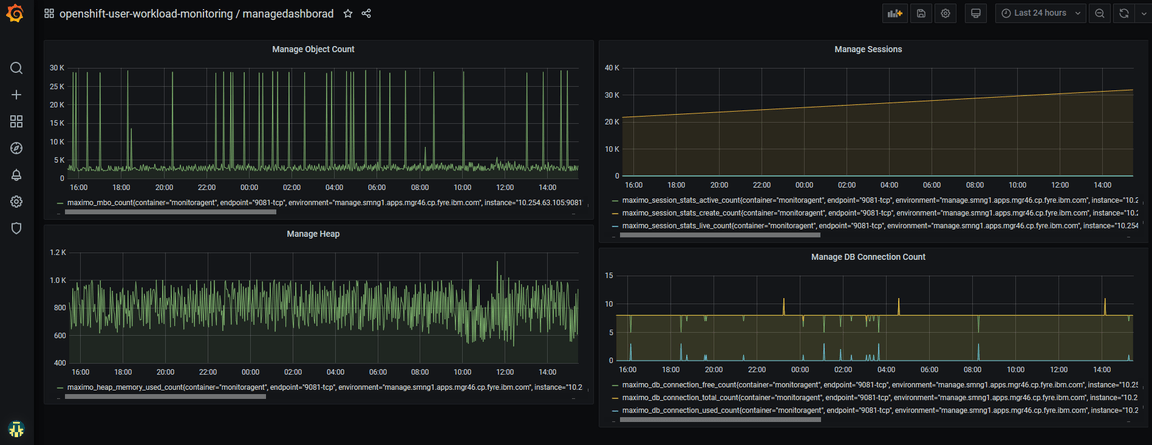 openshift-user-workload-monitoring / managedashborad
Last 24 hours
Manage Object Count
30 K
25 K
20 K
15 K
10 K
5 K
0
16:00 18:00 20:00 22:00 00:00 02:00 04:00 06:00 08:00 10:00 12:00 14:00
maximo_mbo_count{container="monitoragent", endpoint="9081-tcp", environment="manage.smng1.apps.mgr46.cp.fyre.ibm.com", instance="10.254.63.105:9081"
Manage Sessions
40 K
30 K
20 K
10 K
0
16:00 18:00 20:00 22:00 00:00 02:00 04:00 06:00 08:00 10:00 12:00 14:00
maximo_session_stats_active_count{container="monitoragent", endpoint="9081-tcp", environment="manage.smng1.apps.mgr46.cp.fyre.ibm.com", instance="10.2
maximo_session_stats_create_count{container="monitoragent", endpoint="9081-tcp", environment="manage.smng1.apps.mgr46.cp.fyre.ibm.com", instance="10.2
maximo_session_stats_live_count{container="monitoragent", endpoint="9081-tcp", environment="manage.smng1.apps.mgr46.cp.fyre.ibm.com", instance="10.254
Manage Heap
1.2 K
1.0 K
800
600
400
16:00 18:00 20:00 22:00 00:00 02:00 04:00 06:00 08:00 10:00 12:00 14:00
maximo_heap_memory_used_count{container="monitoragent", endpoint="9081-tcp", environment="manage.smng1.apps.mgr46.cp.fyre.ibm.com", instance="10.2
Manage DB Connection Count
15
10
5
0
16:00 18:00 20:00 22:00 00:00 02:00 04:00 06:00 08:00 10:00 12:00 14:00
maximo_db_connection_free_count{container="monitoragent", endpoint="9081-tcp", environment="manage.smng1.apps.mgr46.cp.fyre.ibm.com", instance="10.25
maximo_db_connection_total_count{container="monitoragent", endpoint="9081-tcp", environment="manage.smng1.apps.mgr46.cp.fyre.ibm.com", instance="10.2
maximo_db_connection_used_count{container="monitoragent", endpoint="9081-tcp", environment="manage.smng1.apps.mgr46.cp.fyre.ibm.com", instance="10.2